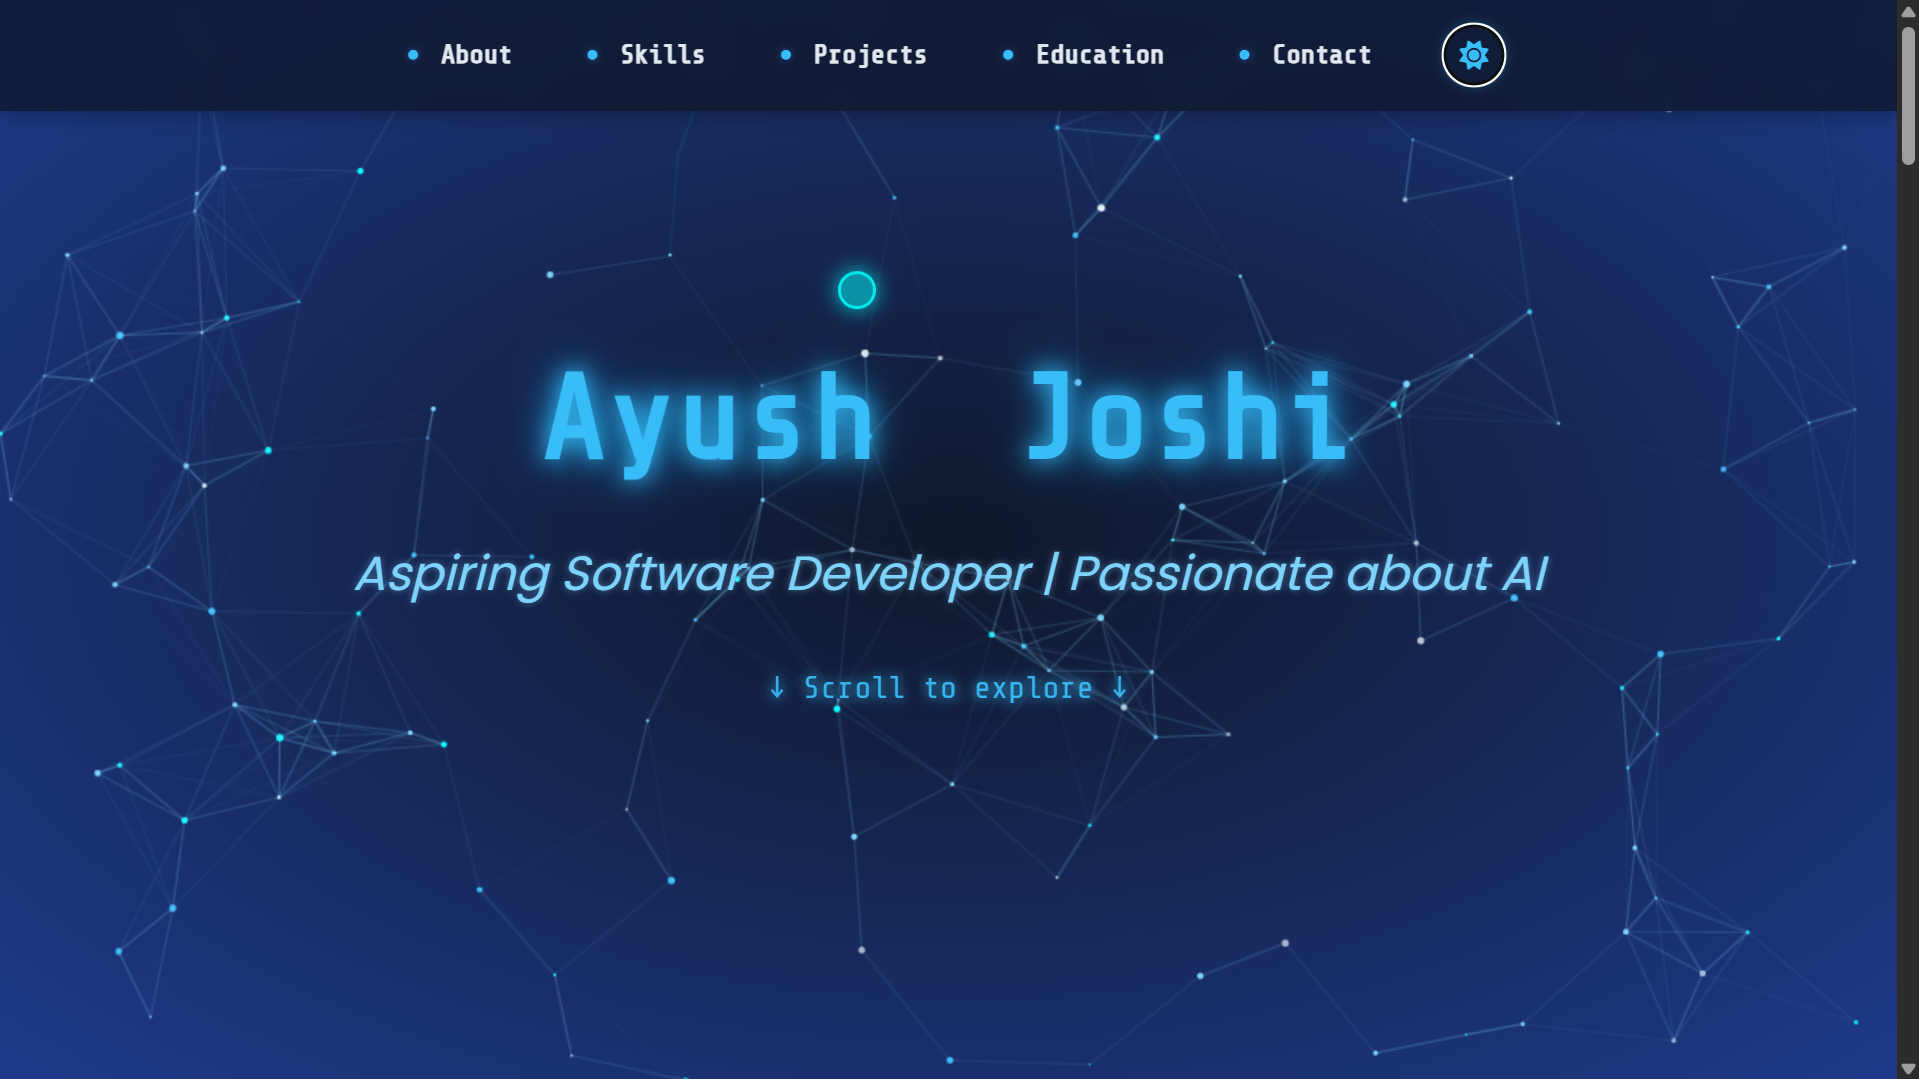 About Skills Projects Education Contact
Ayush Joshi
Aspiring Software Developer | Passionate about AI
↓ Scroll to explore ↓